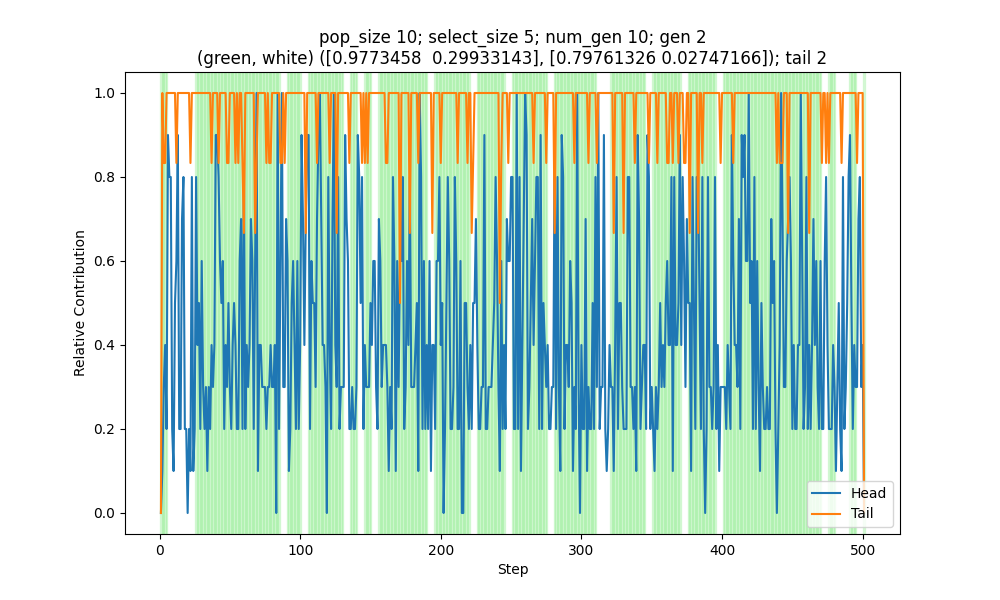 pop_size 10; select_size 5; num_gen 10; gen 2
(green, white) ([0.9773458  0.29933143], [0.79761326 0.02747166]); tail 2
Relative Contribution
1.0
0.8
0.6
0.4
0.2
0.0
Head
Tail
0
100
200
300
400
500
Step